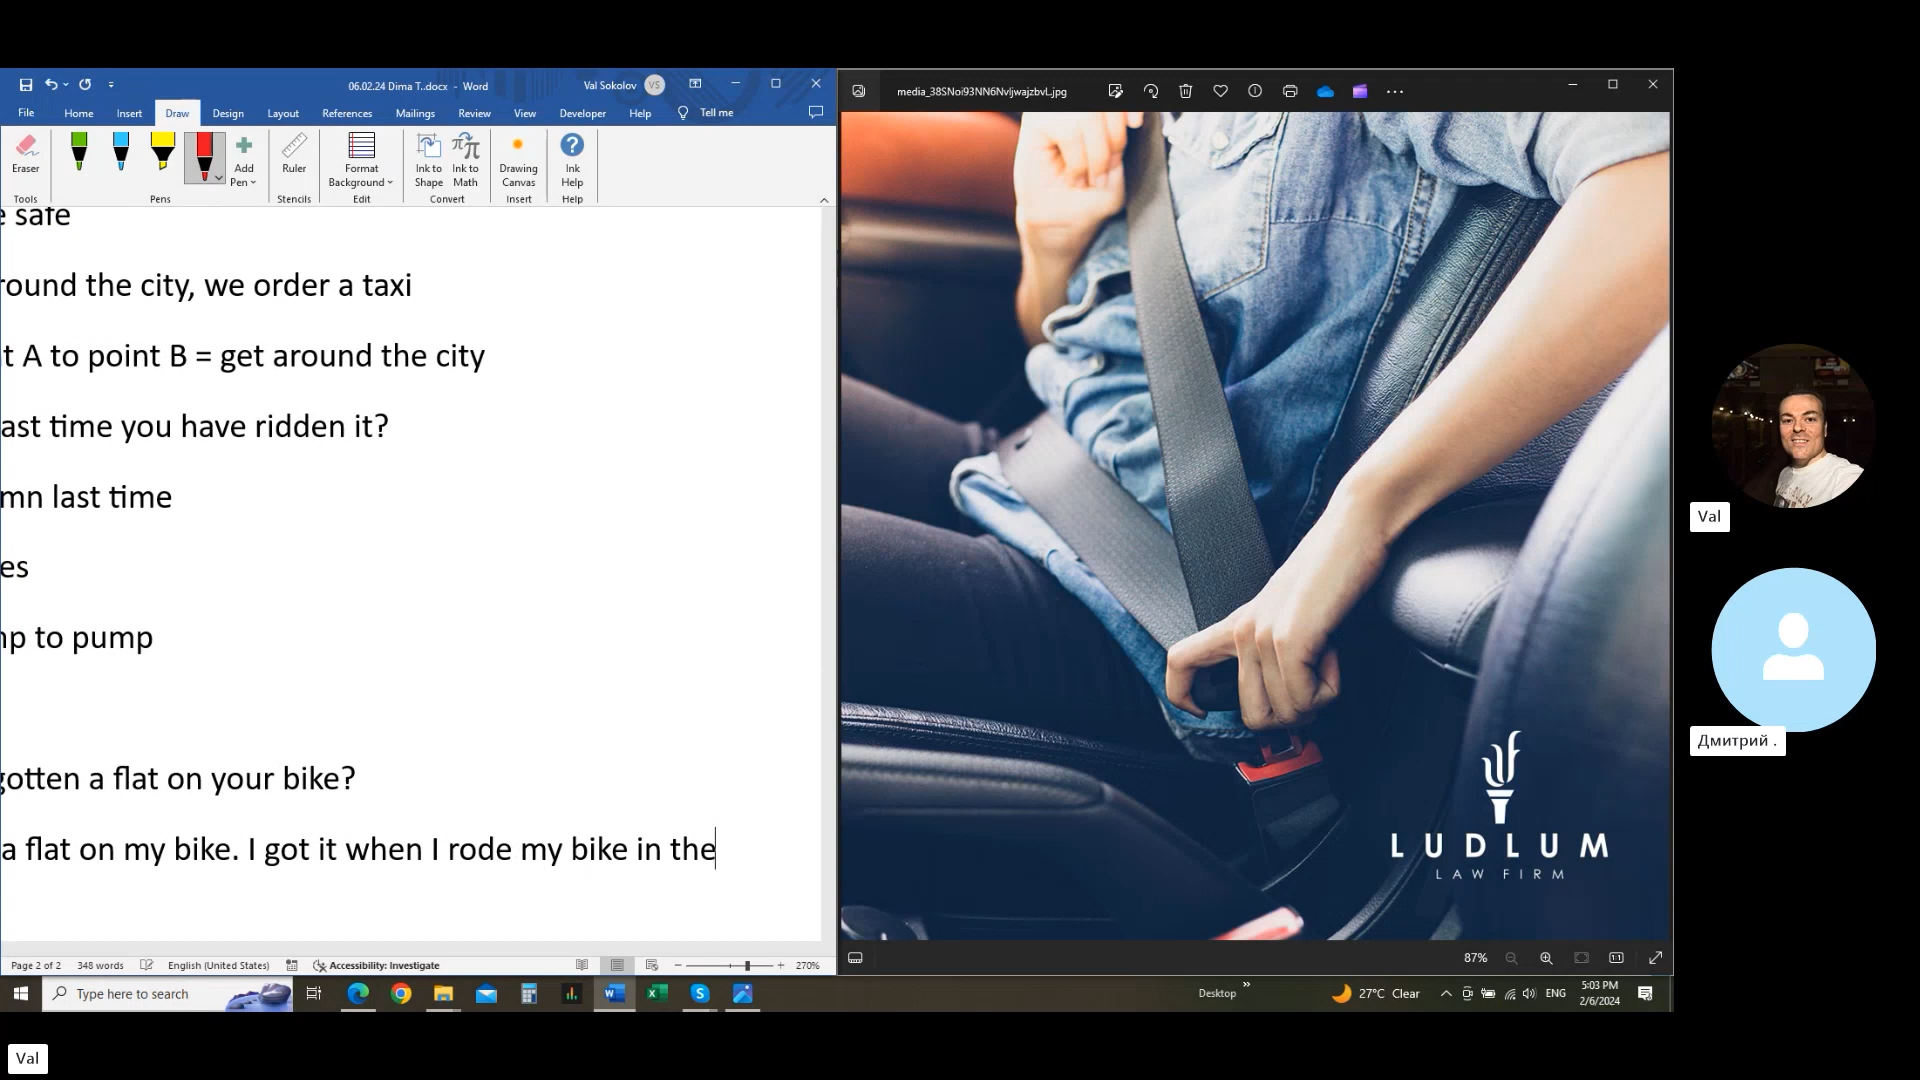 06.02.24 Dima T..docx - Word
Val Sokolov
VS
File
Home
Insert
Draw
Design
Layout
References
Mailings
Review
View
Developer
Help
Tell me
Eraser
Add
Pen
Ruler
Format
Background
Ink to
Shape
Ink to
Math
Drawing
Canvas
Ink
Help
Tools
Pens
Stencils
Edit
Convert
Insert
Help
e safe
round the city, we order a taxi
t A to point B = get around the city
ast time you have ridden it?
mn last time
es
mp to pump
gotten a flat on your bike?
a flat on my bike. I got it when I rode my bike in the
Page 2 of 2
348 words
English (United States)
Accessibility: Investigate
270%
LUDLUM
LAW FIRM
87%
Type here to search
Desktop
27°C Clear
ENG
5:03 PM
2/6/2024
Val
Дмитрий .
Val